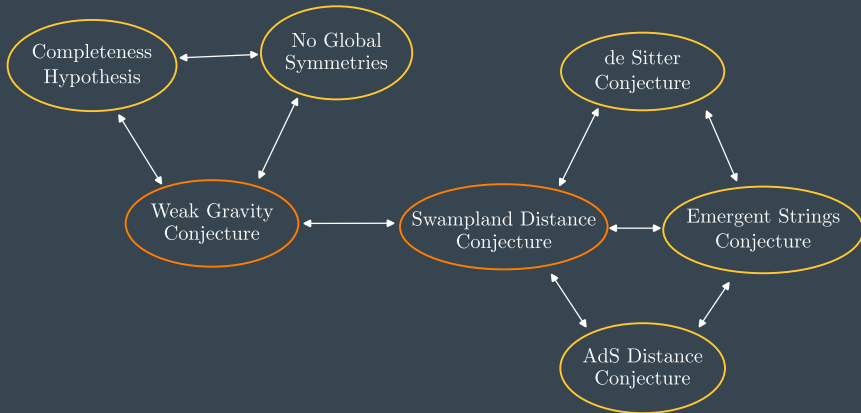 Completeness
Hypothesis
No Global
Symmetries
de Sitter
Conjecture
Weak Gravity
Conjecture
Swampland Distance
Conjecture
Emergent Strings
Conjecture
AdS Distance
Conjecture